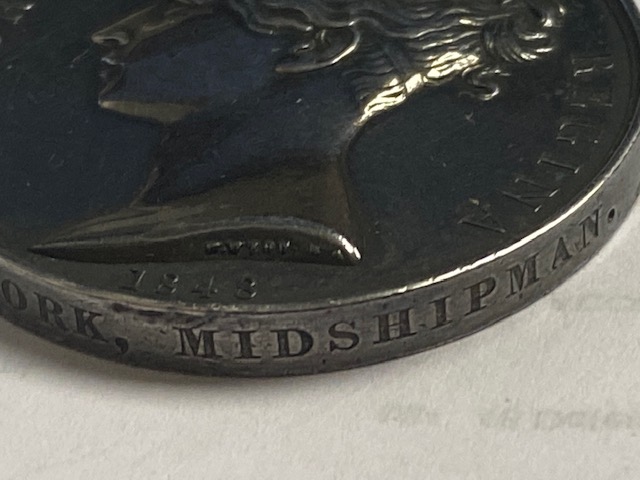 REGINA
1848
ORK, MIDSHIPMAN.